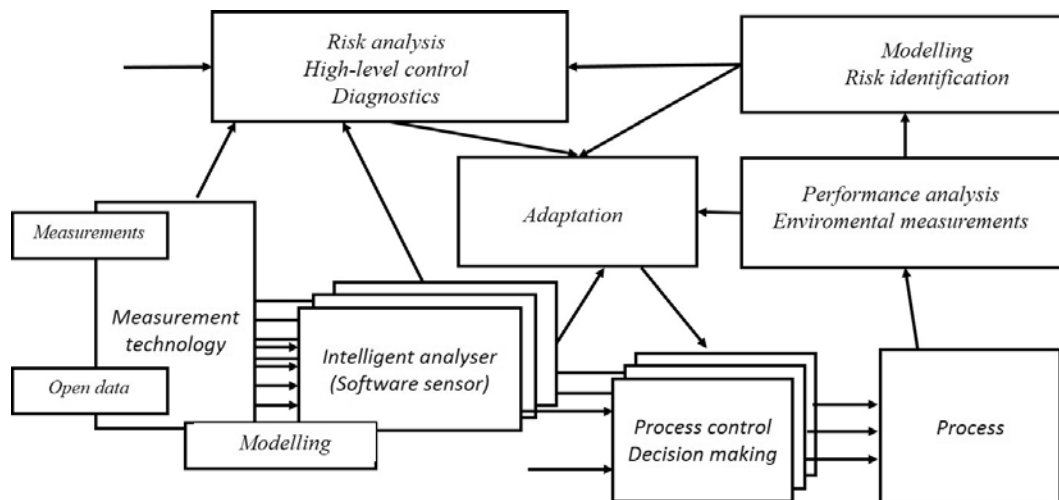 Risk analysis
High-level control
Diagnostics
Modelling
Risk identification
Adaptation
Performance analysis
Enviromental measurements
Measurements
Measurement
technology
Open data
Modelling
Intelligent analyser
(Software sensor)
Process control
Decision making
Process